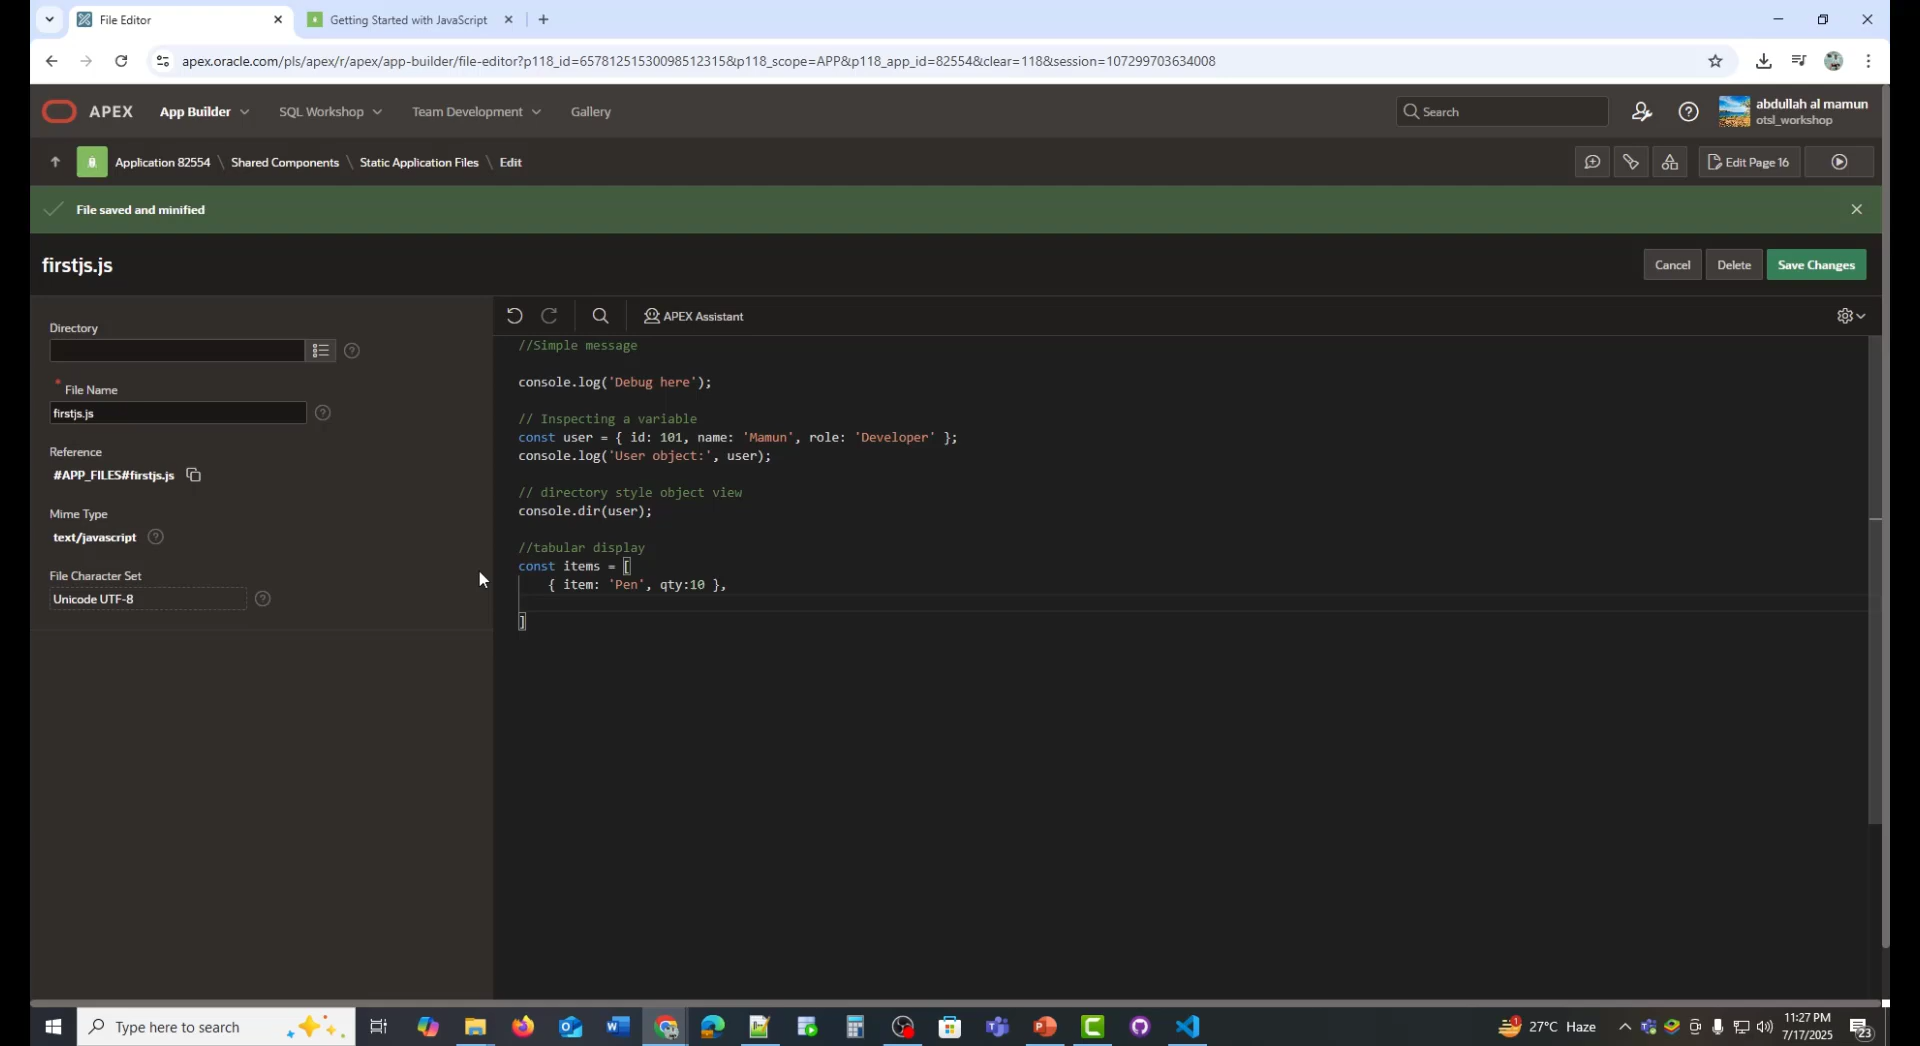 File Editor
Getting Started with JavaScript
apex.oracle.com/pls/apex/r/apex/app-builder/file-editor?p118_id=65781251530098512315&p118_scope=APP&p118_app_id=82554&clear=118&session=107299703634008
APEX App Builder SQL Workshop Team Development Gallery
Search
abdullah al mamun
otsl_workshop
Application 82554 \ Shared Components \ Static Application Files \ Edit
Edit Page 16
File saved and minified
firstjs.js
Cancel Delete Save Changes
Directory
File Name
firstjs.js
Reference
#APP_FILES#firstjs.js
Mime Type
text/javascript
File Character Set
Unicode UTF-8
APEX Assistant
//Simple message
console.log('Debug here');
// Inspecting a variable
const user = { id: 101, name: 'Mamun', role: 'Developer' };
console.log('User object:', user);
// directory style object view
console.dir(user);
//tabular display
const items = [
{ item: 'Pen', qty:10 },
]
Type here to search
27°C Haze
11:27 PM
7/17/2025
23